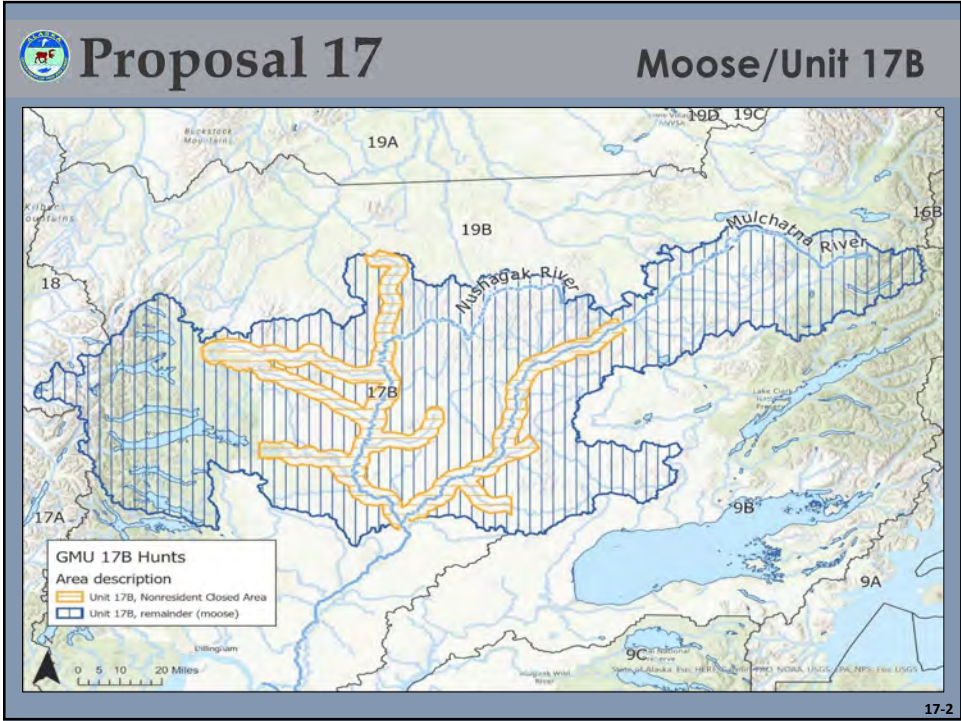 Proposal 17
Moose/Unit 17B
ALASKA
19D
19C
19A
16B
19B
Mulchatna River
Nushagak River
18
17B
17A
9B
9A
9C
GMU 17B Hunts
Area description
Unit 17B, Nonresident Closed Area
Unit 17B, remainder (moose)
Dillingham
0 5 10 20 Miles
17-2